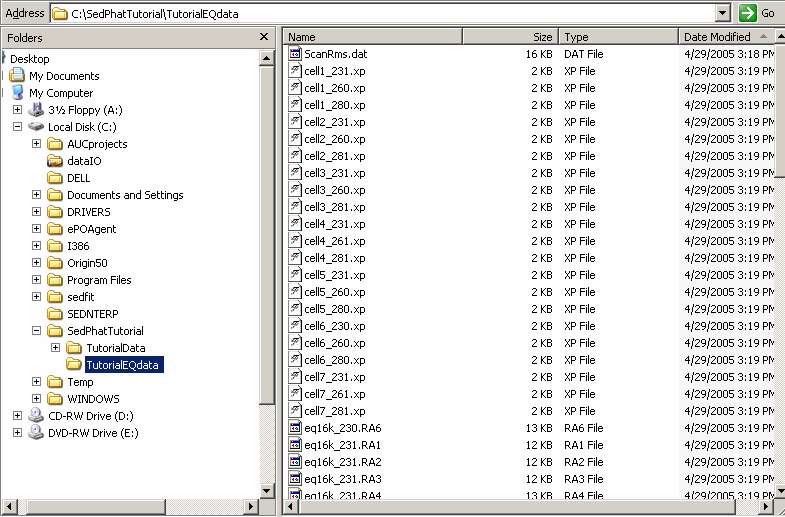 Address C:\SedPhatTutorial\TutorialEQdata Go
Folders
Desktop
My Documents
My Computer
3½ Floppy (A:)
Local Disk (C:)
AUCprojects
dataIO
DELL
Documents and Settings
DRIVERS
ePOAgent
I386
Origin50
Program Files
sedfit
SEDNTERP
SedPhatTutorial
TutorialData
TutorialEQdata
Temp
WINDOWS
CD-RW Drive (D:)
DVD-RW Drive (E:)
Name Size Type Date Modified
ScanRms.dat 16 KB DAT File 4/29/2005 3:18 PM
cell1_231.xp 2 KB XP File 4/29/2005 3:19 PM
cell1_260.xp 2 KB XP File 4/29/2005 3:19 PM
cell1_280.xp 2 KB XP File 4/29/2005 3:19 PM
cell2_231.xp 2 KB XP File 4/29/2005 3:19 PM
cell2_260.xp 2 KB XP File 4/29/2005 3:19 PM
cell2_281.xp 2 KB XP File 4/29/2005 3:19 PM
cell3_231.xp 2 KB XP File 4/29/2005 3:19 PM
cell3_260.xp 2 KB XP File 4/29/2005 3:19 PM
cell3_281.xp 2 KB XP File 4/29/2005 3:19 PM
cell4_231.xp 2 KB XP File 4/29/2005 3:19 PM
cell4_261.xp 2 KB XP File 4/29/2005 3:19 PM
cell4_281.xp 2 KB XP File 4/29/2005 3:19 PM
cell5_231.xp 2 KB XP File 4/29/2005 3:19 PM
cell5_260.xp 2 KB XP File 4/29/2005 3:19 PM
cell5_280.xp 2 KB XP File 4/29/2005 3:19 PM
cell6_230.xp 2 KB XP File 4/29/2005 3:19 PM
cell6_260.xp 2 KB XP File 4/29/2005 3:19 PM
cell6_280.xp 2 KB XP File 4/29/2005 3:19 PM
cell7_231.xp 2 KB XP File 4/29/2005 3:19 PM
cell7_261.xp 2 KB XP File 4/29/2005 3:19 PM
cell7_281.xp 2 KB XP File 4/29/2005 3:19 PM
eq16k_230.RA6 13 KB RA6 File 4/29/2005 3:19 PM
eq16k_231.RA1 12 KB RA1 File 4/29/2005 3:19 PM
eq16k_231.RA2 12 KB RA2 File 4/29/2005 3:19 PM
eq16k_231.RA3 12 KB RA3 File 4/29/2005 3:19 PM
eq16k_231.RA4 12 KB RA4 File 4/29/2005 3:19 PM